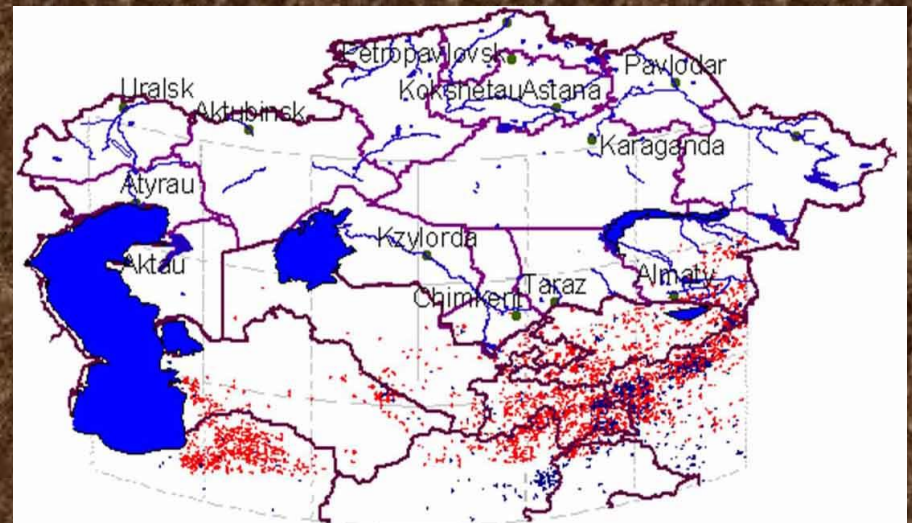 Petropavlovsk
Pavlodar
Uralsk
Kokshetau
Astana
Aktubinsk
Karaganda
Atyrau
Kzylorda
Aktau
Almaty
Taraz
Chimkent